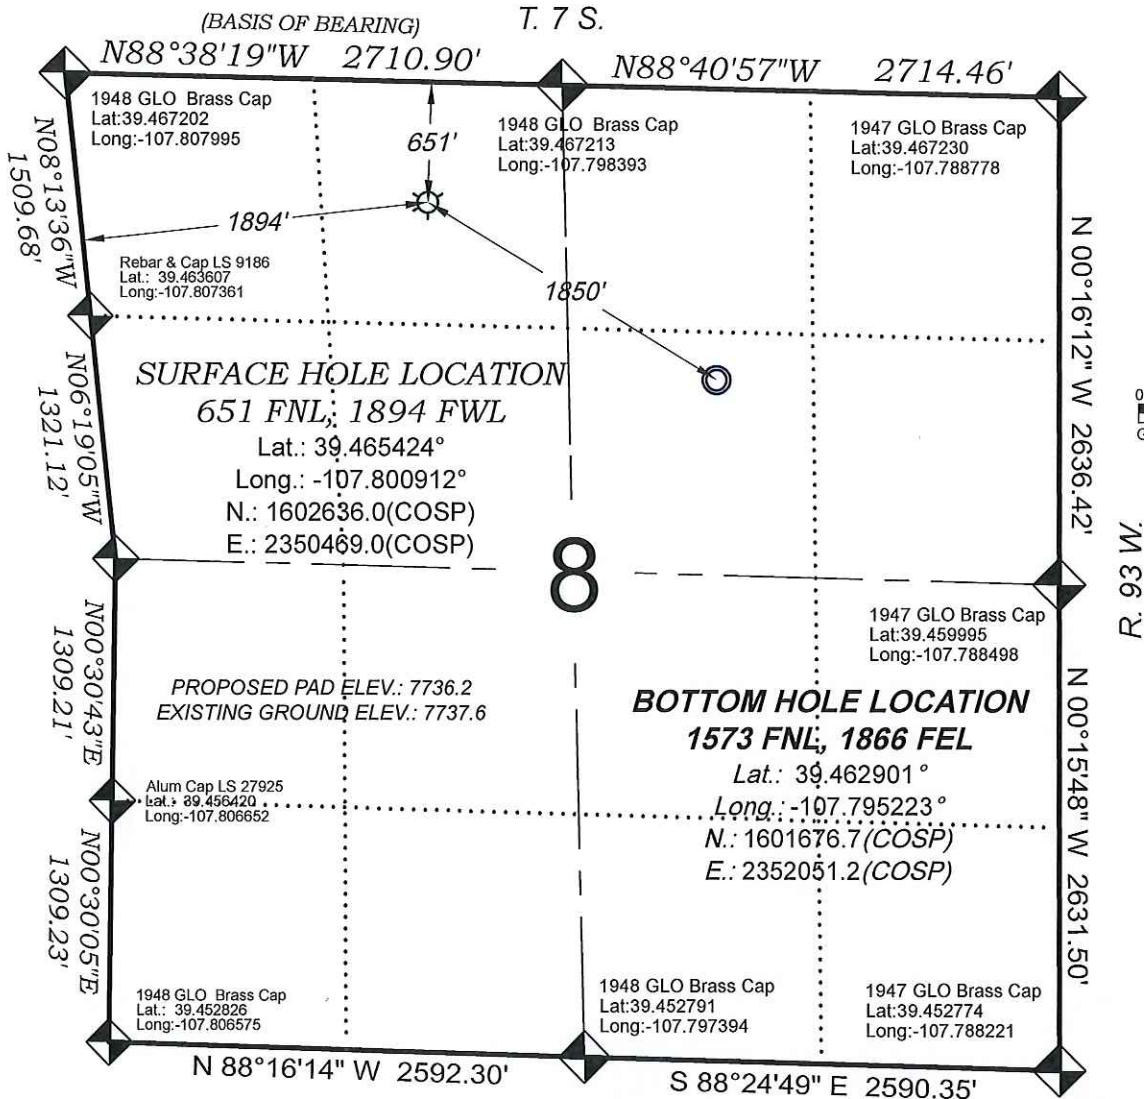 (BASIS OF BEARING)
T. 7 S.
N88°38'19"W 2710.90'
N88°40'57"W 2714.46'
1948 GLO Brass Cap
Lat:39.467202
Long:-107.807995
651'
1948 GLO Brass Cap
Lat:39.467213
Long:-107.798393
1947 GLO Brass Cap
Lat:39.467230
Long:-107.788778
N08°13'36"W
1509.68'
1894'
Rebar & Cap LS 9186
Lat.: 39.463607
Long:-107.807361
1850'
N 00°16'12" W 2636.42'
N06°19'05"W
1321.12'
SURFACE HOLE LOCATION
651 FNL, 1894 FWL
Lat.: 39.465424°
Long.: -107.800912°
N.: 1602636.0(COSP)
E.: 2350469.0(COSP)
8
R. 93 W.
1947 GLO Brass Cap
Lat:39.459995
Long:-107.788498
N00°30'43"E
1309.21'
PROPOSED PAD ELEV.: 7736.2
EXISTING GROUND ELEV.: 7737.6
BOTTOM HOLE LOCATION
1573 FNL, 1866 FEL
Lat.: 39.462901°
Long.: -107.795223°
N.: 1601676.7(COSP)
E.: 2352051.2(COSP)
N 00°15'48" W 2631.50'
Alum Cap LS 27925
Lat.: 39.456420
Long:-107.806652
N00°30'05"E
1309.23'
1948 GLO Brass Cap
Lat.: 39.452826
Long:-107.806575
1948 GLO Brass Cap
Lat:39.452791
Long:-107.797394
1947 GLO Brass Cap
Lat:39.452774
Long:-107.788221
N 88°16'14" W 2592.30'
S 88°24'49" E 2590.35'